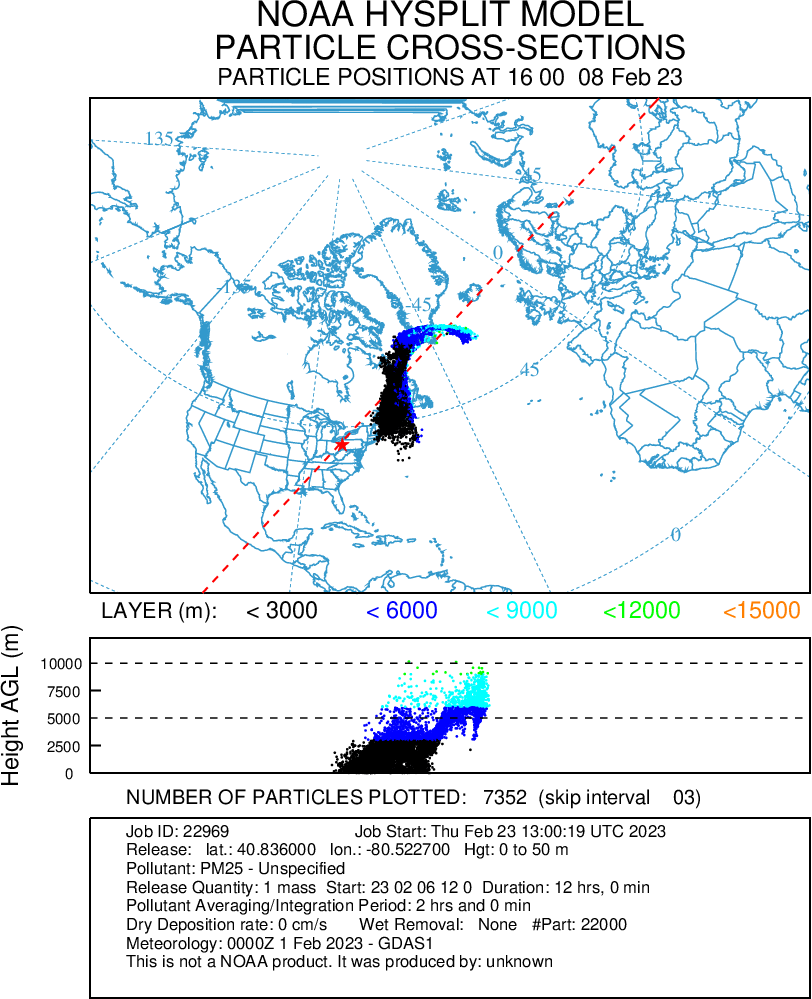 NOAA HYSPLIT MODEL
PARTICLE CROSS-SECTIONS
PARTICLE POSITIONS AT 16 00 08 Feb 23
135
45
0
-135
-45
45
0
LAYER (m): < 3000 < 6000 < 9000 <12000 <15000
Height AGL (m)
10000
7500
5000
2500
0
NUMBER OF PARTICLES PLOTTED: 7352 (skip interval 03)
Job ID: 22969 Job Start: Thu Feb 23 13:00:19 UTC 2023
Release: lat.: 40.836000 lon.: -80.522700 Hgt: 0 to 50 m
Pollutant: PM25 - Unspecified
Release Quantity: 1 mass Start: 23 02 06 12 0 Duration: 12 hrs, 0 min
Pollutant Averaging/Integration Period: 2 hrs and 0 min
Dry Deposition rate: 0 cm/s Wet Removal: None #Part: 22000
Meteorology: 0000Z 1 Feb 2023 - GDAS1
This is not a NOAA product. It was produced by: unknown